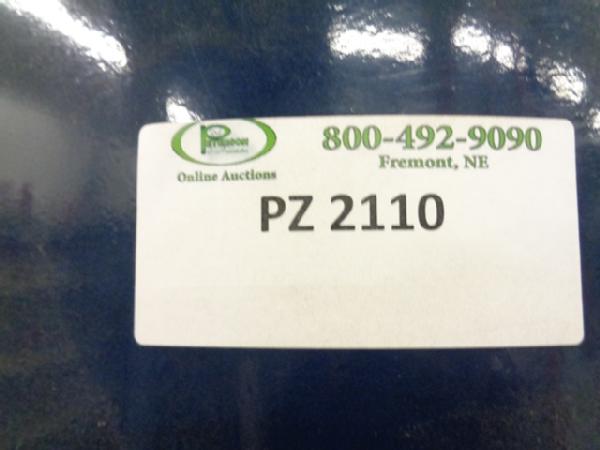 800-492-9090
Fremont, NE
Online Auctions
PZ 2110